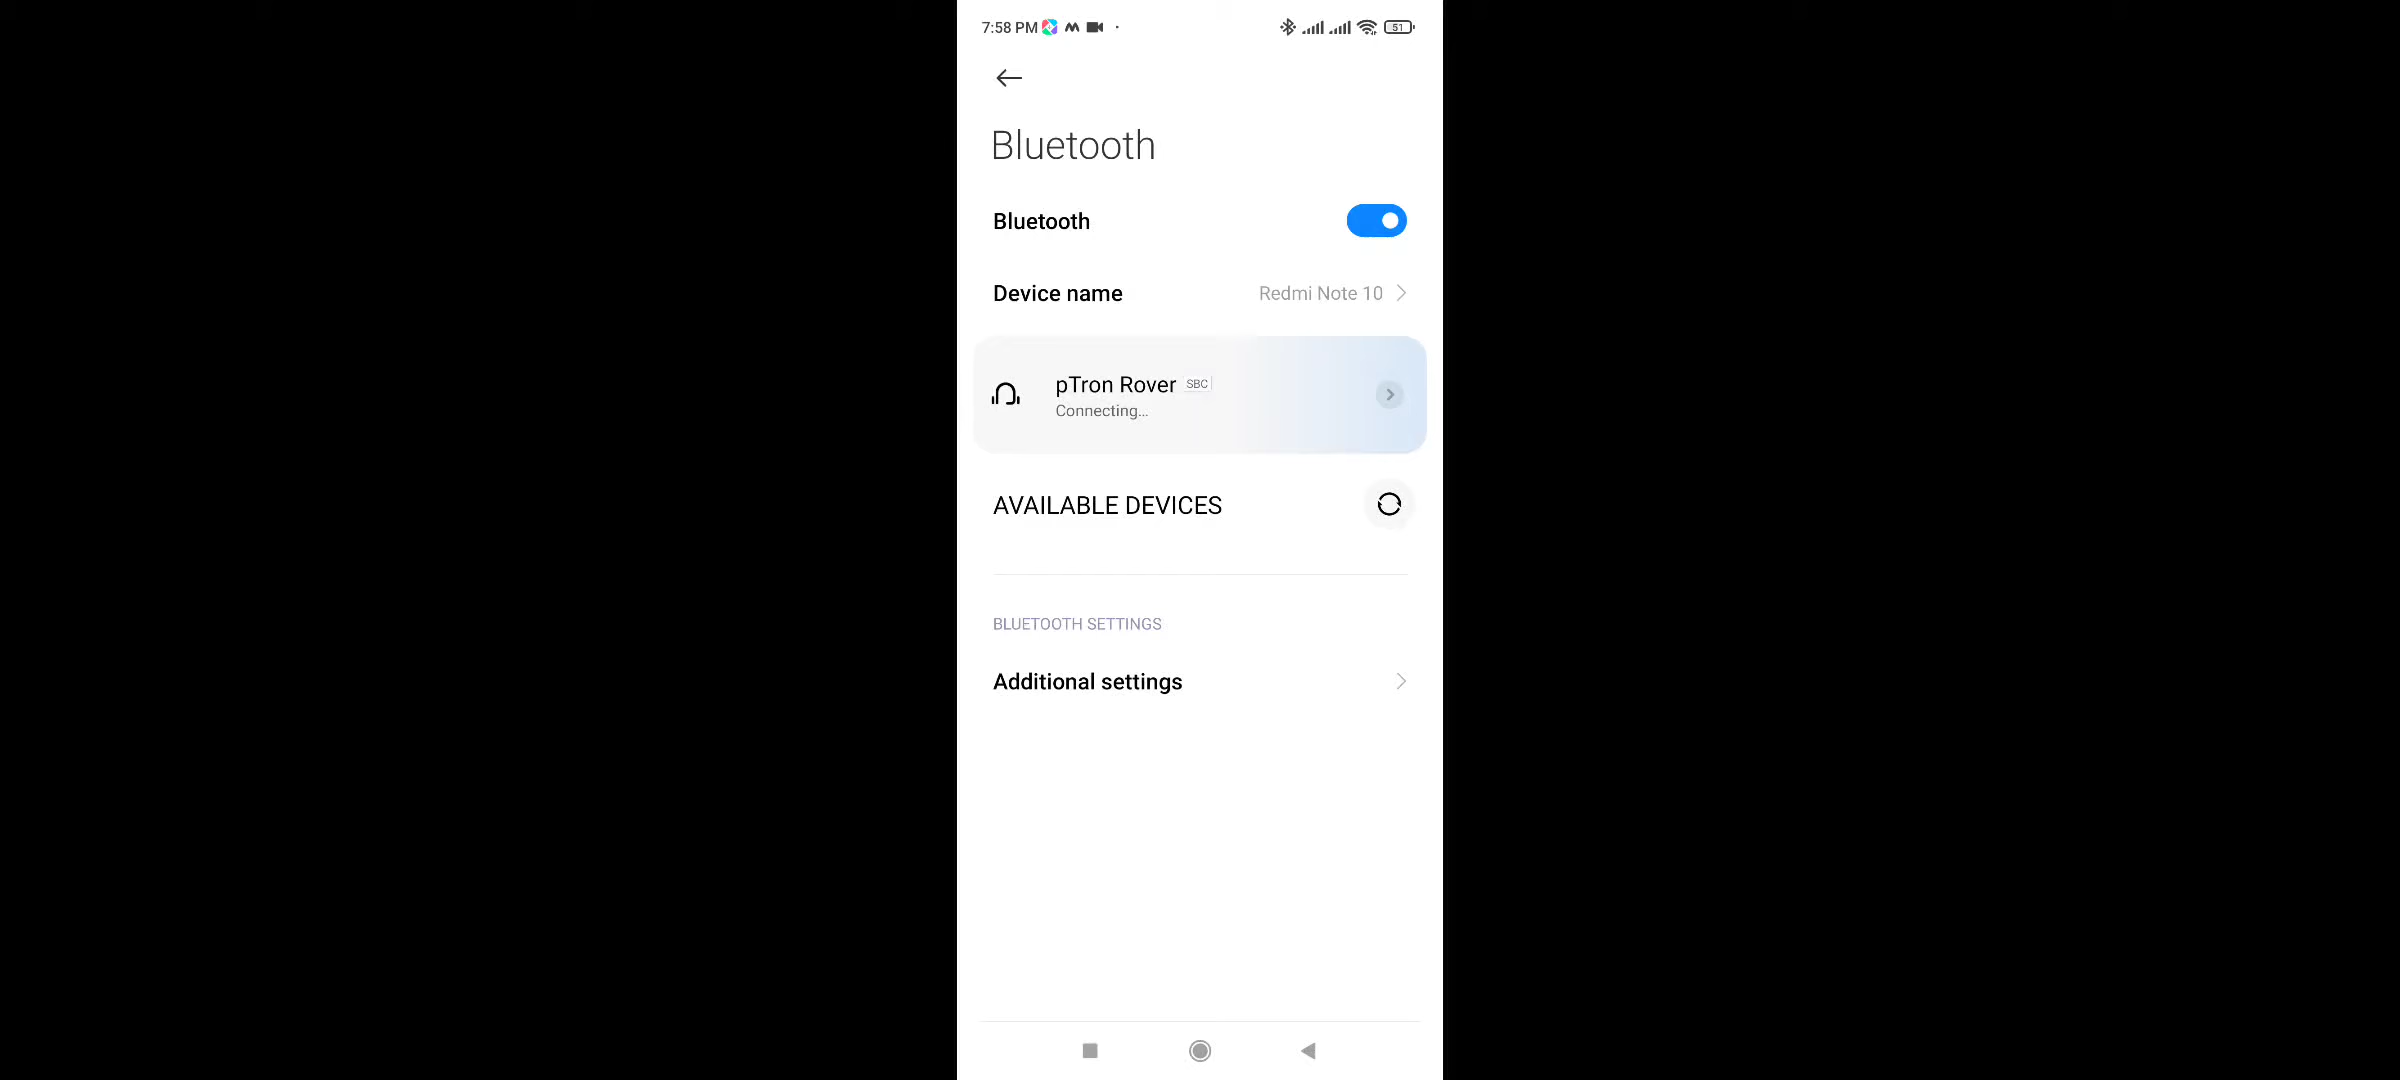 7:58 PM
51
Bluetooth
Bluetooth
Device name
Redmi Note 10
pTron Rover SBC
Connecting...
AVAILABLE DEVICES
BLUETOOTH SETTINGS
Additional settings